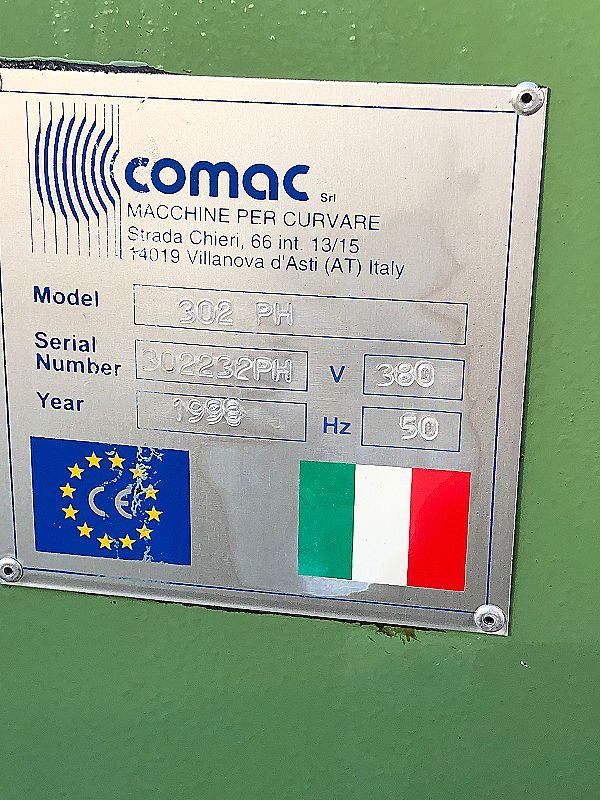 comac Srl
MACCHINE PER CURVARE
Strada Chieri, 66 int. 13/15
14019 Villanova d'Asti (AT) Italy
Model 302 PH
Serial
Number 302232PH V 380
Year 1998 Hz 50
CE